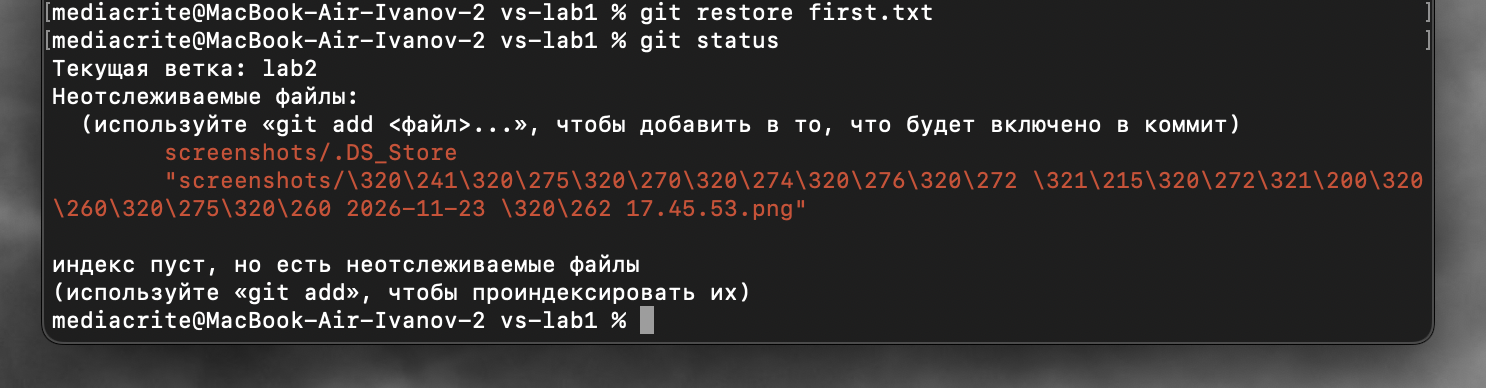 [mediacrite@MacBook-Air-Ivanov-2 vs-lab1 % git restore first.txt ]
[mediacrite@MacBook-Air-Ivanov-2 vs-lab1 % git status ]
Текущая ветка: lab2
Неотслеживаемые файлы:
  (используйте «git add <файл>...», чтобы добавить в то, что будет включено в коммит)
        screenshots/.DS_Store
        "screenshots/\320\241\320\275\320\270\320\274\320\276\320\272 \321\215\320\272\321\200\320
\260\320\275\320\260 2026-11-23 \320\262 17.45.53.png"

индекс пуст, но есть неотслеживаемые файлы
(используйте «git add», чтобы проиндексировать их)
mediacrite@MacBook-Air-Ivanov-2 vs-lab1 %